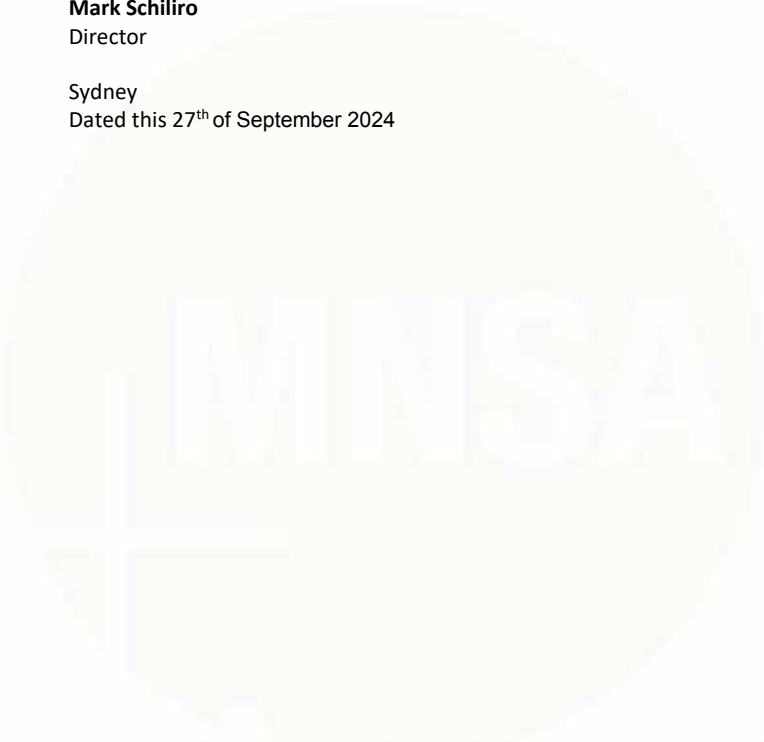 Mark Schiliro
Director
Sydney
Dated this 27th of September 2024
MNSA